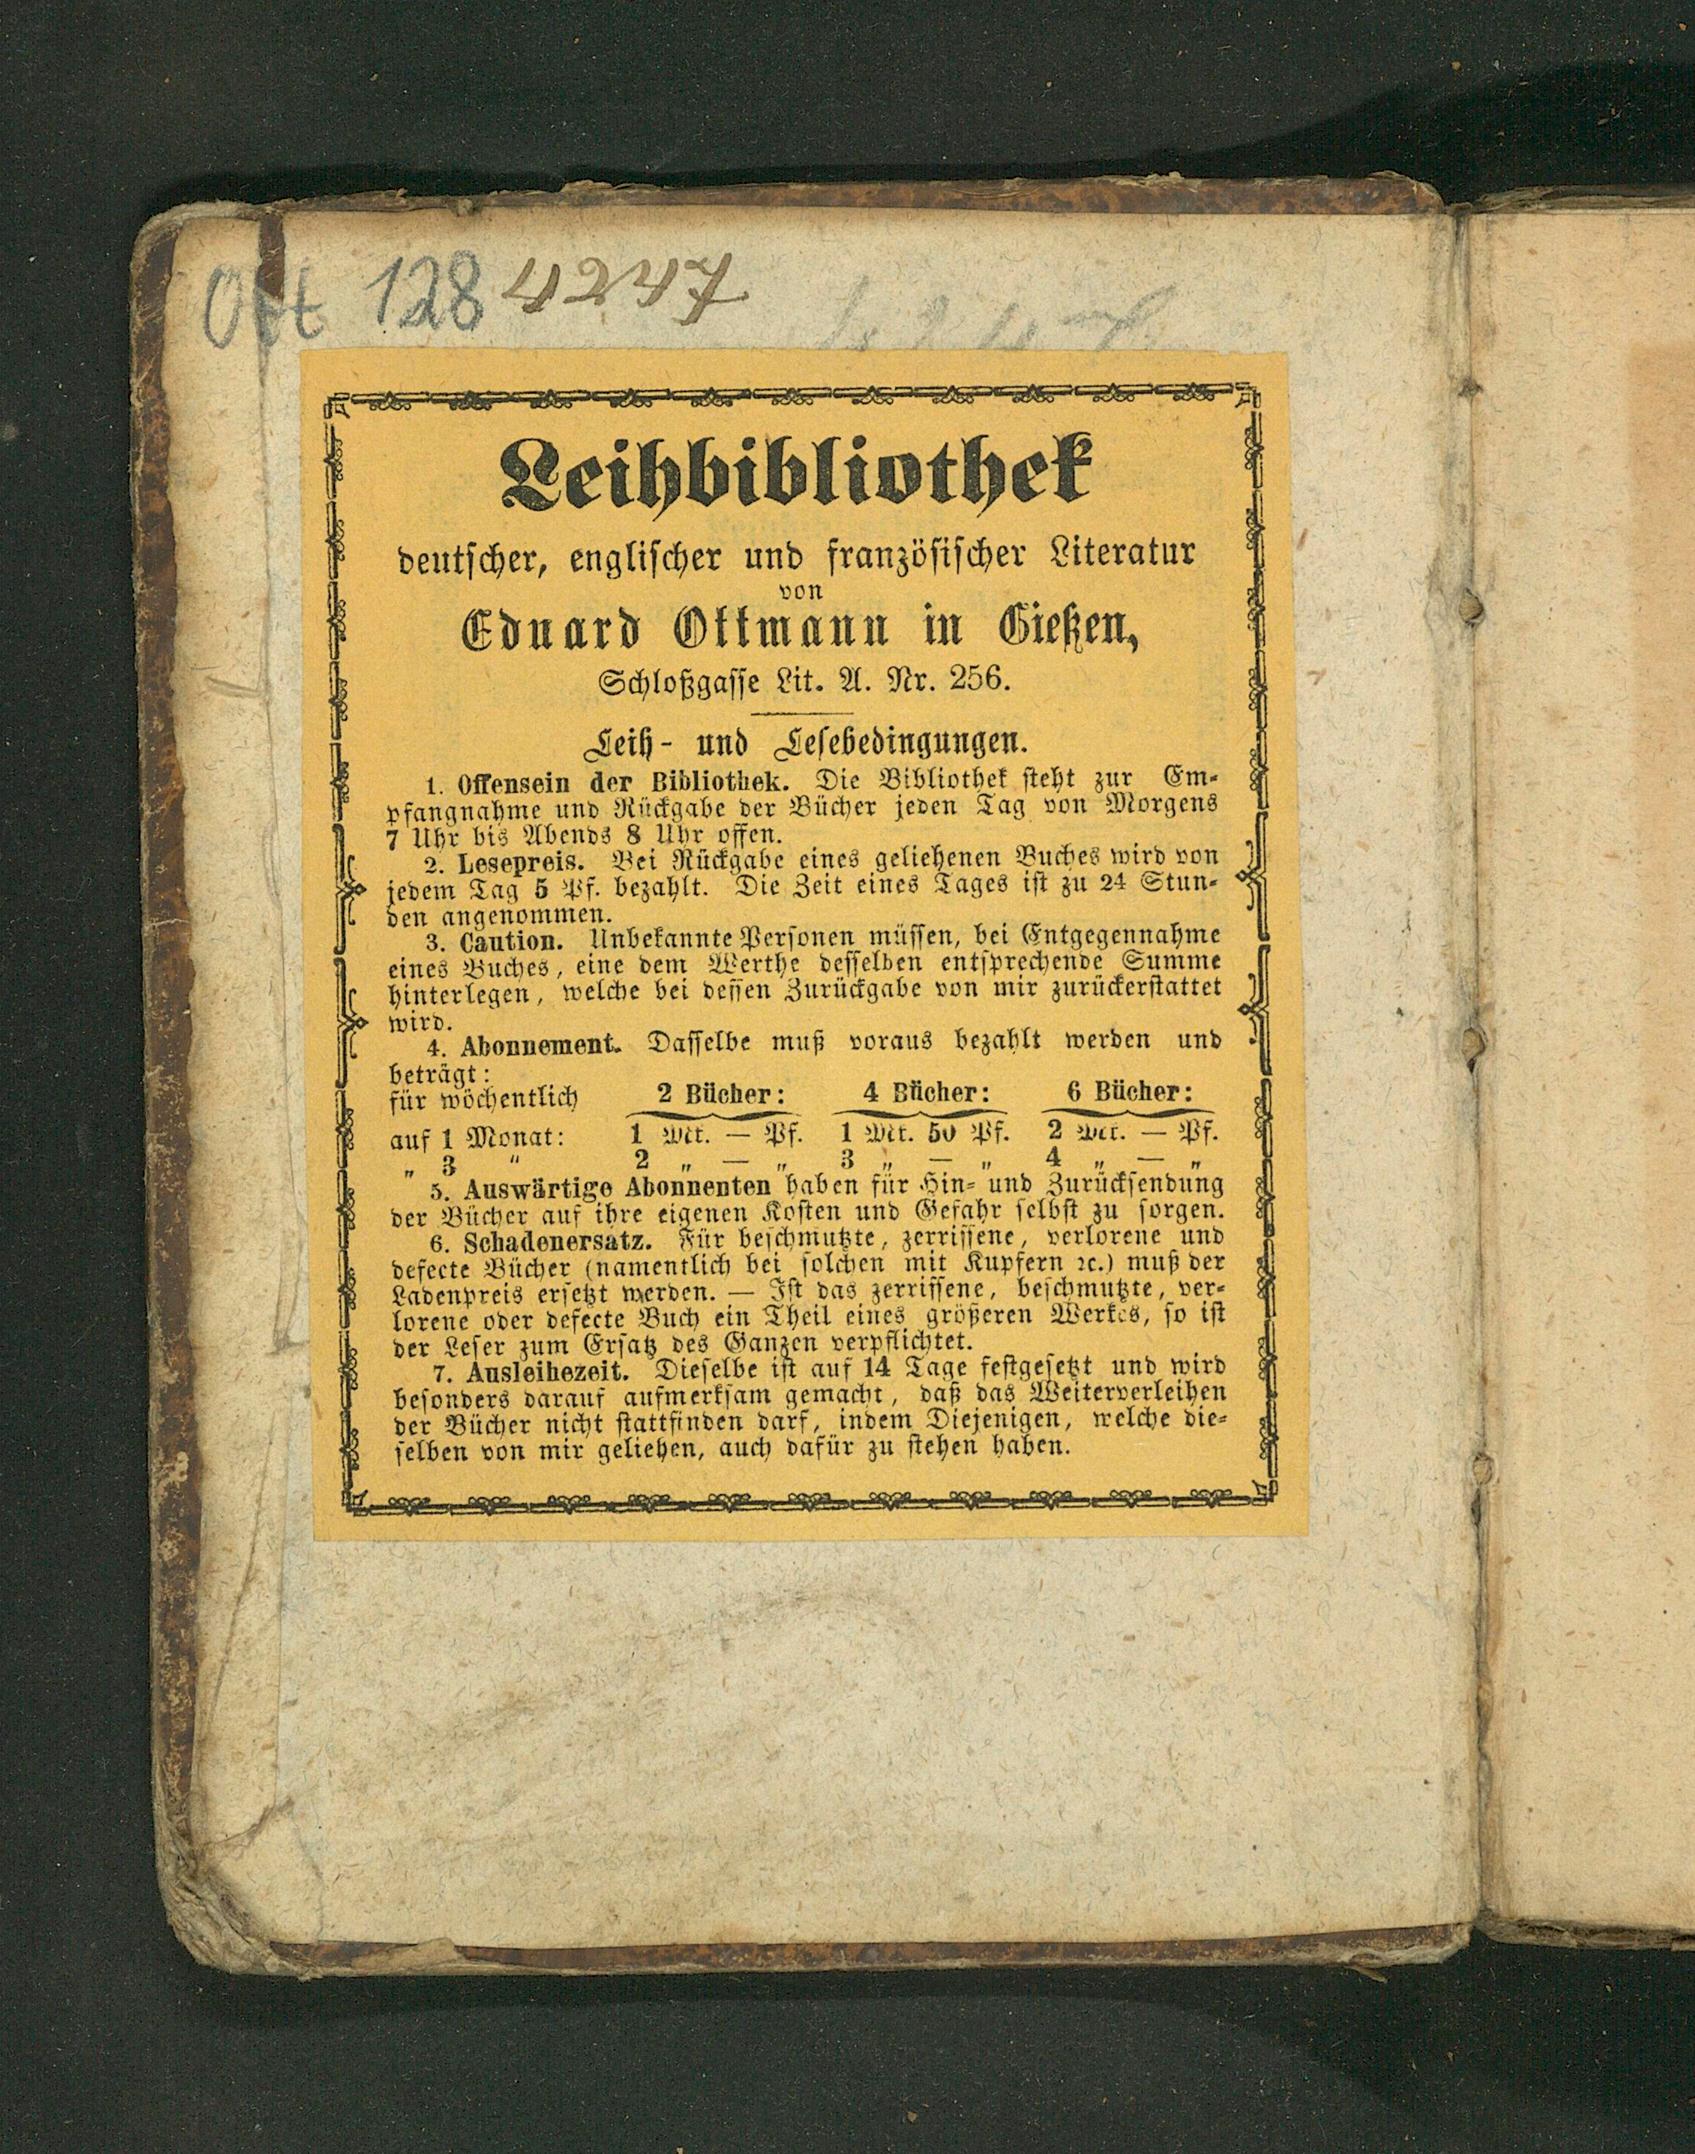 Ott 128
Leihbibliothek
deutscher, englischer und französischer Literatur
von
Eduard Ottmann in Gießen,
Schloßgasse Lit. A. Nr. 256.
Leih- und Lesebedingungen.
1. Offensein der Bibliothek. Die Bibliothek steht zur Em-
pfangnahme und Rückgabe der Bücher jeden Tag von Morgens
7 Uhr bis Abends 8 Uhr offen.
2. Lesepreis. Bei Rückgabe eines geliehenen Buches wird von
jedem Tag 5 Pf. bezahlt. Die Zeit eines Tages ist zu 24 Stun-
den angenommen.
3. Caution. Unbekannte Personen müssen, bei Entgegennahme
eines Buches, eine dem Werthe desselben entsprechende Summe
hinterlegen, welche bei dessen Zurückgabe von mir zurückerstattet
wird.
4. Abonnement. Dasselbe muß voraus bezahlt werden und
beträgt:
für wöchentlich 2 Bücher: 4 Bücher: 6 Bücher:
auf 1 Monat: 1 Mk. — Pf. 1 Mk. 50 Pf. 2 Mk. — Pf.
„ 3 „ 2 „ — „ 3 „ — „ 4 „ — „
5. Auswärtige Abonnenten haben für Hin- und Zurücksendung
der Bücher auf ihre eigenen Kosten und Gefahr selbst zu sorgen.
6. Schadenersatz. Für beschmutzte, zerrissene, verlorene und
defecte Bücher (namentlich bei solchen mit Kupfern ꝛc.) muß der
Ladenpreis ersetzt werden. — Ist das zerrissene, beschmutzte, ver-
lorene oder defecte Buch ein Theil eines größeren Werkes, so ist
der Leser zum Ersatz des Ganzen verpflichtet.
7. Ausleihezeit. Dieselbe ist auf 14 Tage festgesetzt und wird
besonders darauf aufmerksam gemacht, daß das Weiterverleihen
der Bücher nicht stattfinden darf, indem Diejenigen, welche die-
selben von mir geliehen, auch dafür zu stehen haben.